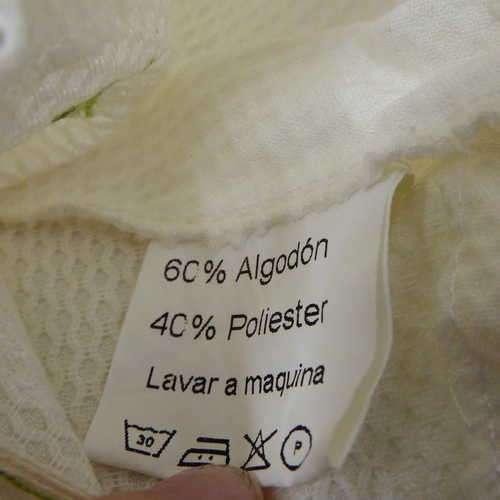 60% Algodón
40% Poliester
Lavar a maquina
30 P